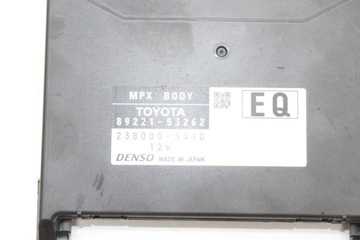 MPX BODY
TOYOTA
89221-53262
238000-5410
12V
DENSO MADE IN JAPAN
EQ